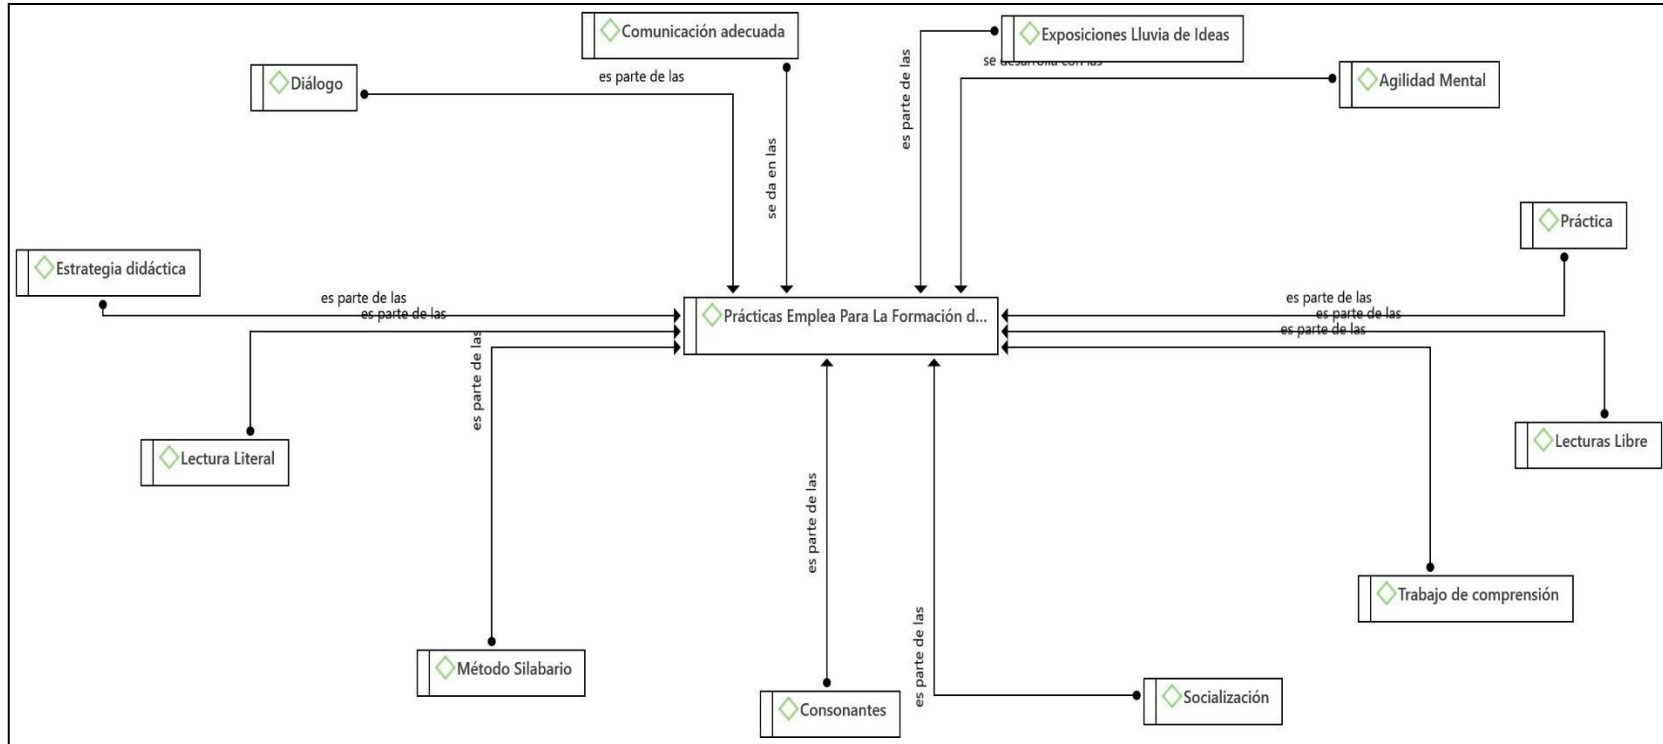 Comunicación adecuada
Exposiciones Lluvia de Ideas
es parte de las
se desarrolla con las
Diálogo
Agilidad Mental
es parte de las
se da en las
Práctica
Estrategia didáctica
es parte de las
es parte de las
es parte de las
es parte de las
es parte de las
Prácticas Emplea Para La Formación d...
es parte de las
es parte de las
Lectura Literal
Lecturas Libre
es parte de las
Trabajo de comprensión
es parte de las
Método Silabario
Consonantes
Socialización